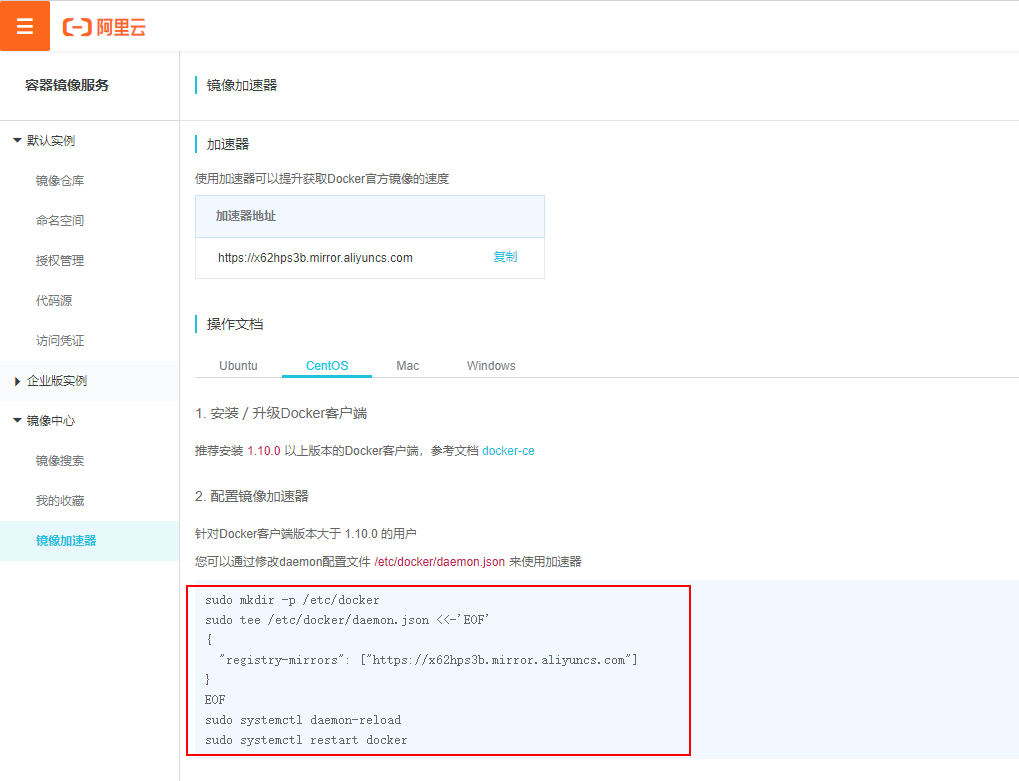 阿里云
容器镜像服务
镜像加速器
默认实例
镜像仓库
命名空间
授权管理
代码源
访问凭证
企业版实例
镜像中心
镜像搜索
我的收藏
镜像加速器
加速器
使用加速器可以提升获取Docker官方镜像的速度
加速器地址
https://x62hps3b.mirror.aliyuncs.com 复制
操作文档
Ubuntu CentOS Mac Windows
1. 安装 / 升级Docker客户端
推荐安装 1.10.0 以上版本的Docker客户端，参考文档 docker-ce
2. 配置镜像加速器
针对Docker客户端版本大于 1.10.0 的用户
您可以通过修改daemon配置文件 /etc/docker/daemon.json 来使用加速器
sudo mkdir -p /etc/docker
sudo tee /etc/docker/daemon.json <<-'EOF'
{
"registry-mirrors": ["https://x62hps3b.mirror.aliyuncs.com"]
}
EOF
sudo systemctl daemon-reload
sudo systemctl restart docker